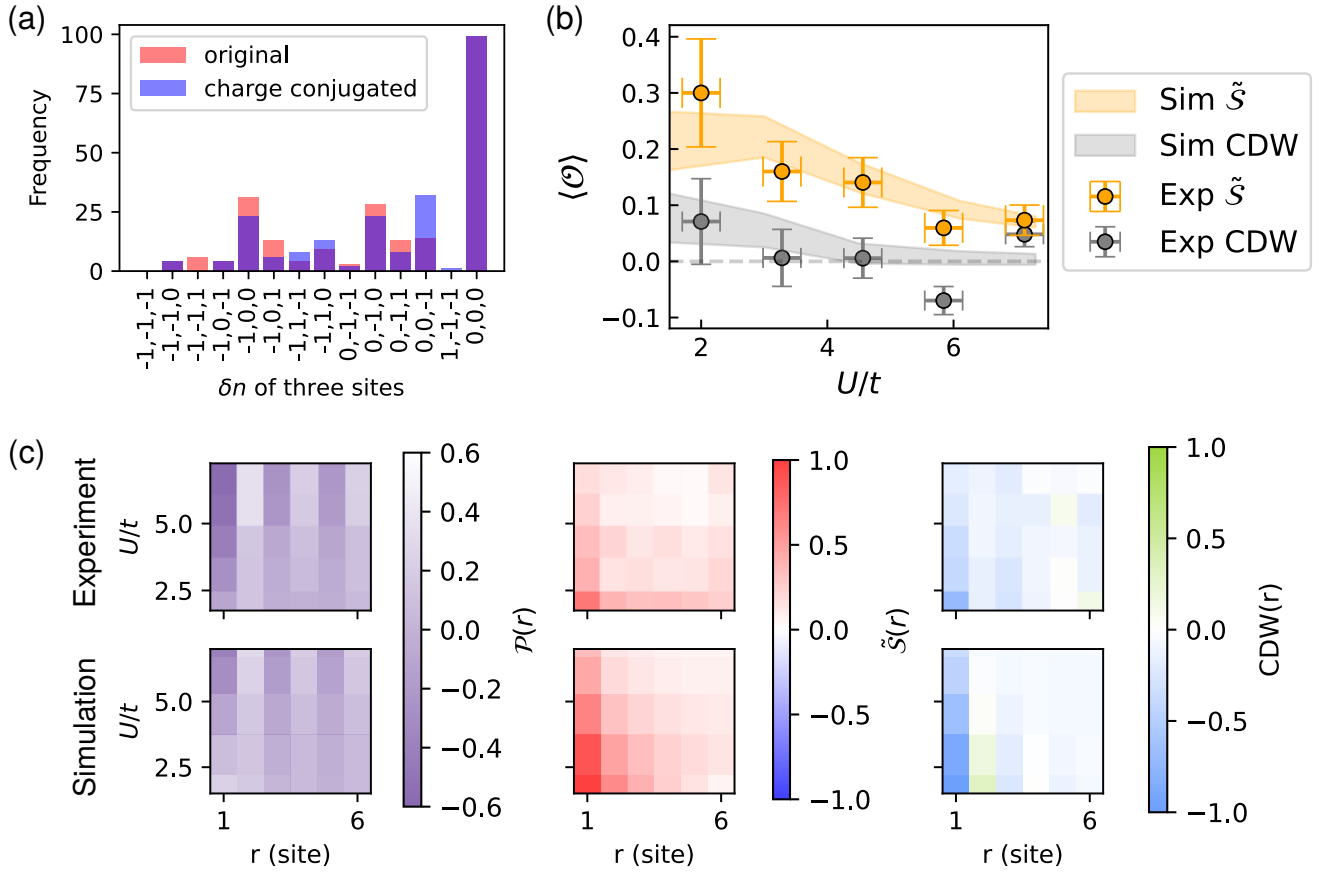 (a)
100
75
50
25
0
Frequency
original
charge conjugated
-1,-1,-1
-1,-1,0
-1,-1,1
-1,0,-1
-1,0,0
-1,0,1
-1,1,-1
-1,1,0
0,-1,-1
0,-1,0
0,-1,1
0,0,-1
1,-1,-1
0,0,0
δn of three sites
(b)
0.4
0.3
0.2
0.1
0.0
−0.1
⟨𝒪⟩
2
4
6
U/t
Sim S̃
Sim CDW
Exp S̃
Exp CDW
(c)
Experiment
U/t
5.0
2.5
Simulation
U/t
5.0
2.5
1
6
r (site)
0.6
0.4
0.2
0.0
−0.2
−0.4
−0.6
𝒫(r)
r (site)
1.0
0.5
0.0
−0.5
−1.0
S̃(r)
1
6
r (site)
1.0
0.5
0.0
−0.5
−1.0
CDW(r)